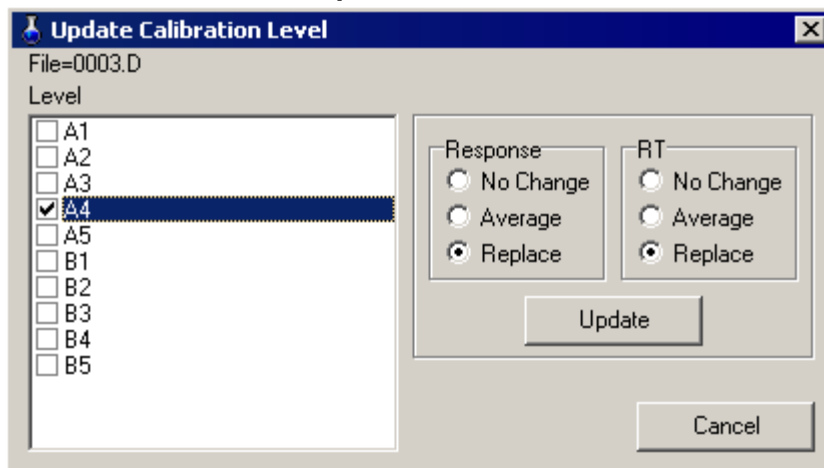 Update Calibration Level
File=0003.D
Level
A1
A2
A3
A4
A5
B1
B2
B3
B4
B5
Response
No Change
Average
Replace
RT
No Change
Average
Replace
Update
Cancel